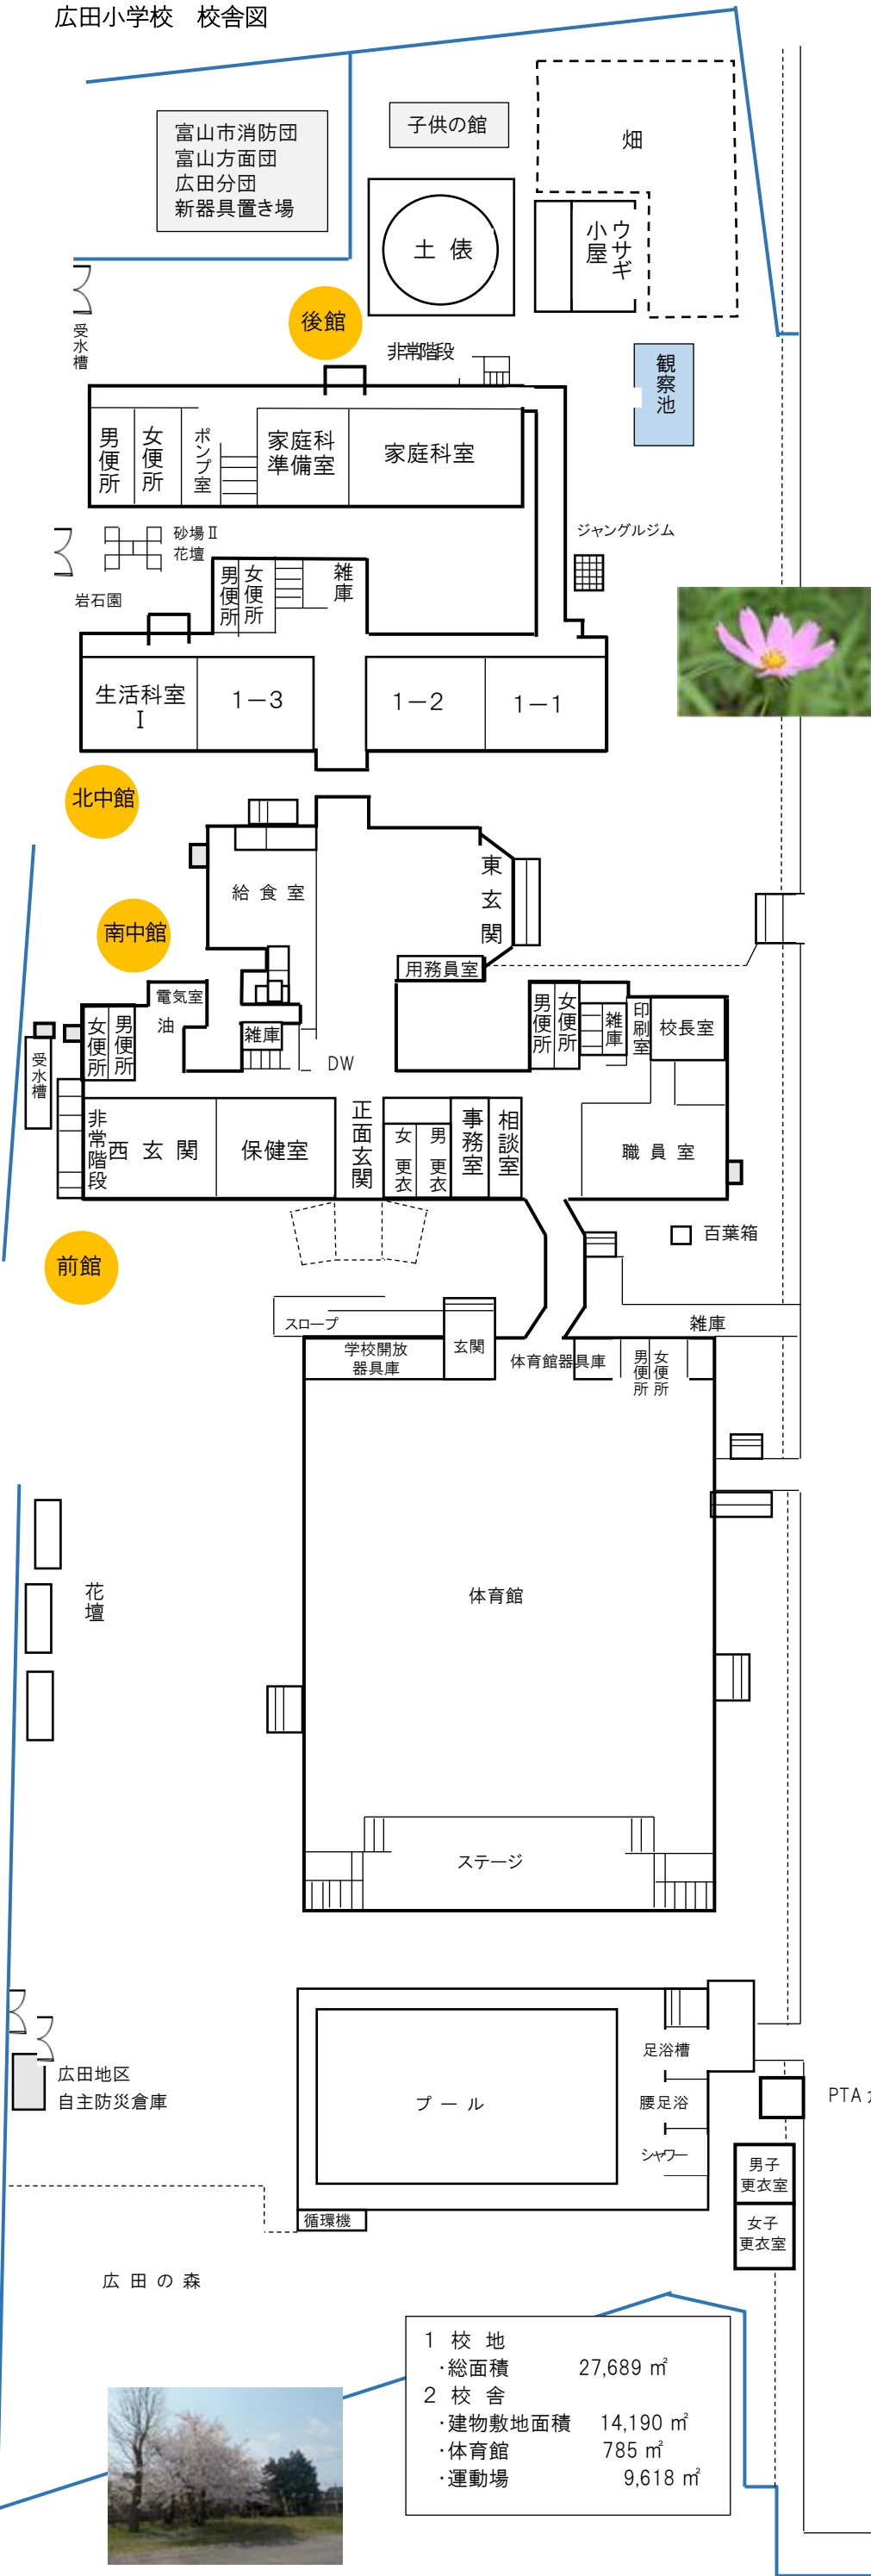 広田小学校 校舎図
富山市消防団
富山方面団
広田分団
新器具置き場
子供の館
畑
土 俵
ウサギ
小屋
受水槽
後館
非常階段
観察池
男便所
女便所
ポンプ室
家庭科
準備室
家庭科室
砂場Ⅱ
花壇
ジャングルジム
岩石園
男便所
女便所
雑庫
生活科室
Ⅰ
1－3
1－2
1－1
北中館
給 食 室
東玄関
南中館
用務員室
電気室
油
女便所
男便所
雑庫
DW
男便所
女便所
雑庫
印刷室
校長室
受水槽
非常階段
西 玄 関
保健室
正面玄関
女 更衣
男 更衣
事務室
相談室
職 員 室
百葉箱
前館
スロープ
学校開放
器具庫
玄関
体育館器具庫
男便所
女便所
雑庫
花壇
体育館
ステージ
広田地区
自主防災倉庫
プ ー ル
足浴槽
腰足浴
シャワー
循環機
PTA
男子
更衣室
女子
更衣室
広 田 の 森
1 校 地
・総面積 27,689 ㎡
2 校 舎
・建物敷地面積 14,190 ㎡
・体育館 785 ㎡
・運動場 9,618 ㎡